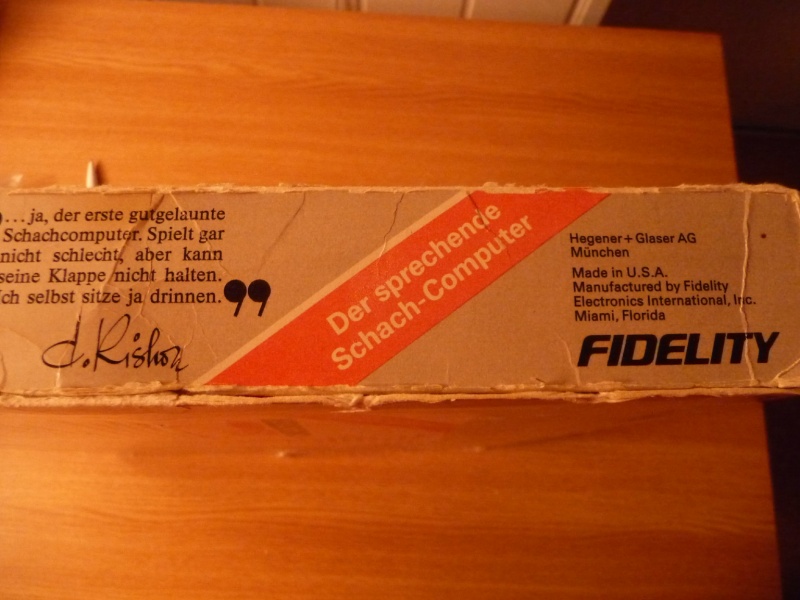 ...ja, der erste gutgelaunte
Schachcomputer. Spielt gar
nicht schlecht, aber kann
seine Klappe nicht halten.
Ich selbst sitze ja drinnen.”
Der sprechende
Schach-Computer
Hegener + Glaser AG
München
Made in U.S.A.
Manufactured by Fidelity
Electronics International, Inc.
Miami, Florida
FIDELITY